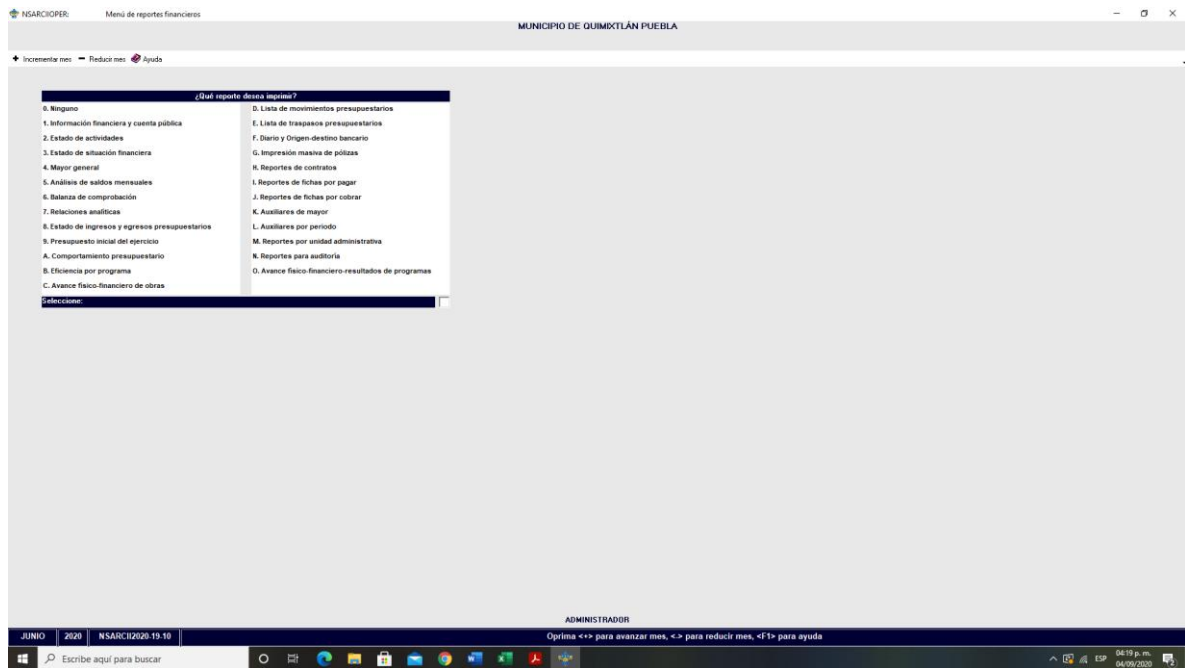 NSARCIIOPER: Menú de reportes financieros
MUNICIPIO DE QUIMIXTLÁN PUEBLA
Incrementar mes Reducir mes Ayuda
¿Qué reporte desea imprimir?
0. Ninguno
1. Información financiera y cuenta pública
2. Estado de actividades
3. Estado de situación financiera
4. Mayor general
5. Análisis de saldos mensuales
6. Balanza de comprobación
7. Relaciones analíticas
8. Estado de ingresos y egresos presupuestarios
9. Presupuesto inicial del ejercicio
A. Comportamiento presupuestario
B. Eficiencia por programa
C. Avance físico-financiero de obras
D. Lista de movimientos presupuestarios
E. Lista de traspasos presupuestarios
F. Diario y Origen-destino bancario
G. Impresión masiva de pólizas
H. Reportes de contratos
I. Reportes de fichas por pagar
J. Reportes de fichas por cobrar
K. Auxiliares de mayor
L. Auxiliares por periodo
M. Reportes por unidad administrativa
N. Reportes para auditoría
O. Avance físico-financiero-resultados de programas
Seleccione:
ADMINISTRADOR
JUNIO 2020 NSARCII2020-19-10 Oprima <+> para avanzar mes, <-> para reducir mes, <F1> para ayuda
Escribe aquí para buscar
ESP
04:19 p. m.
04/09/2020